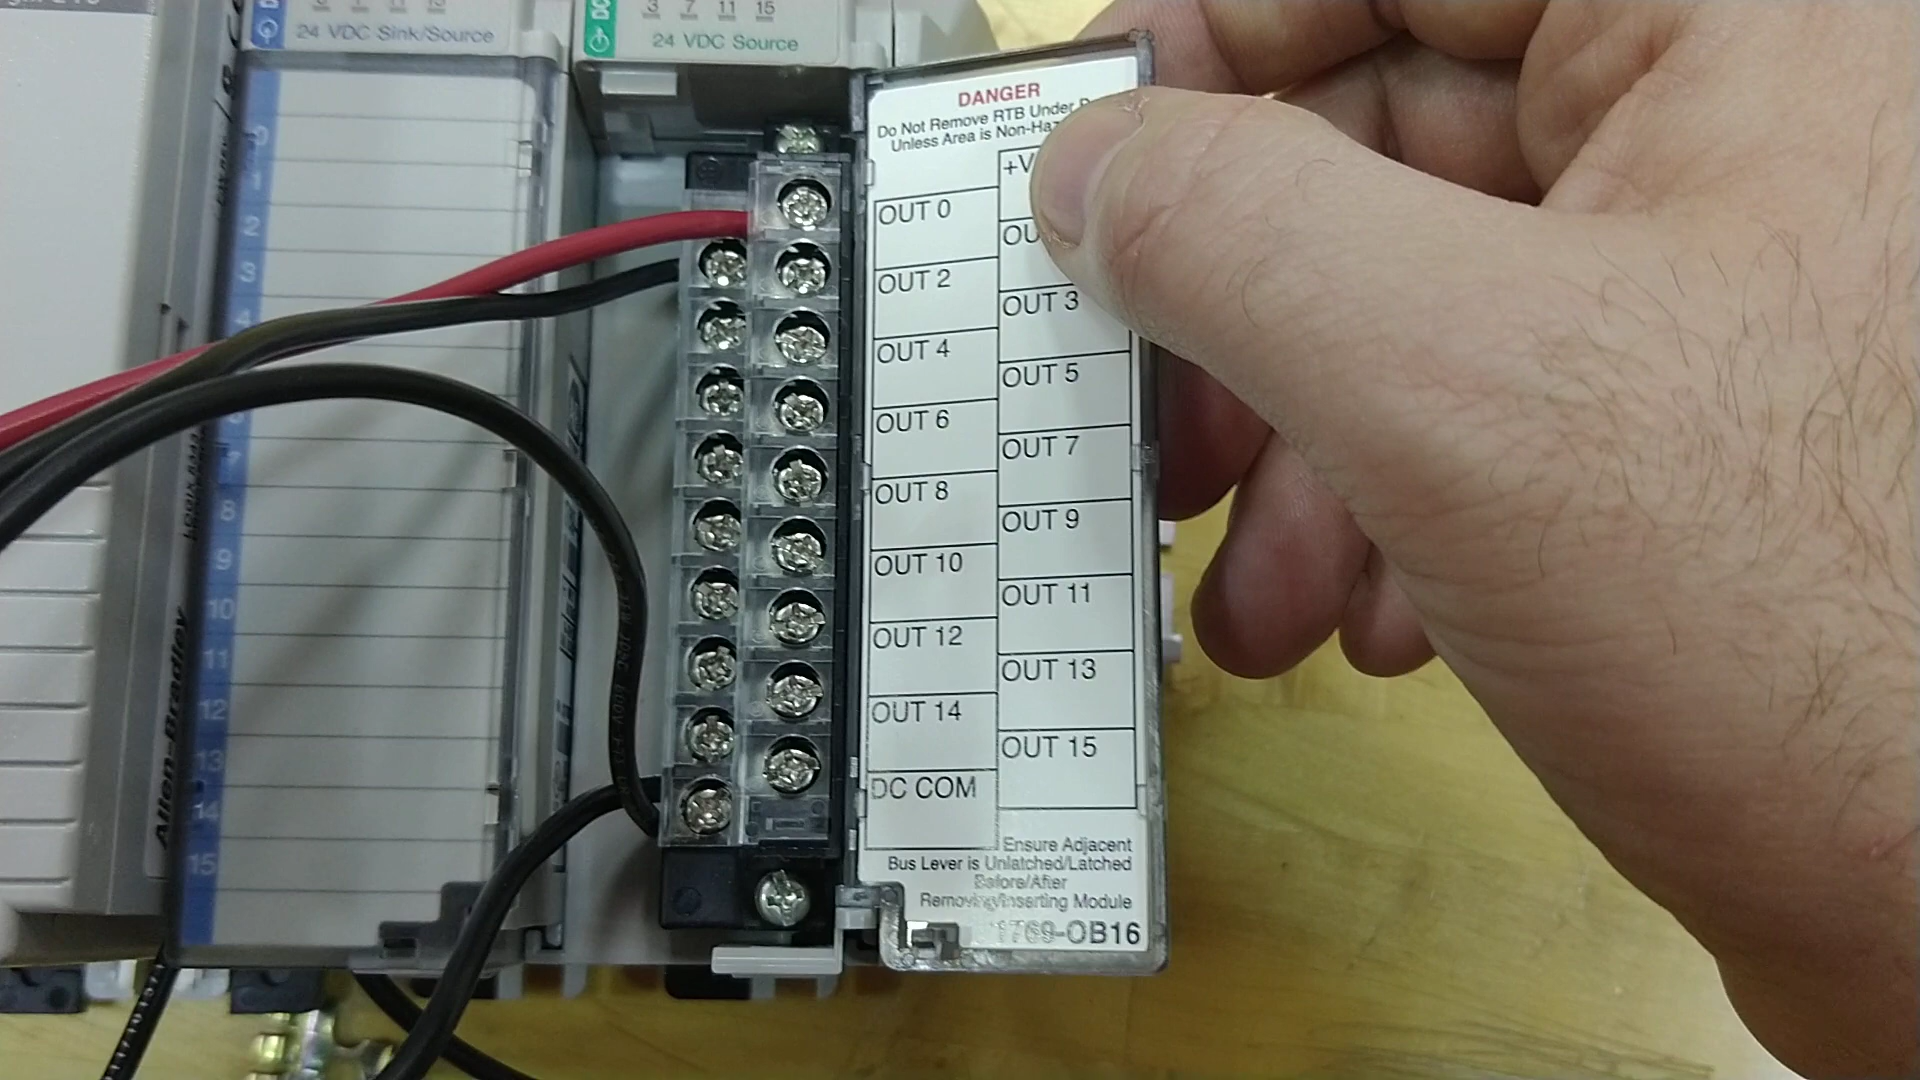 3 7 11 15
24 VDC Sink/Source
24 VDC Source
DANGER
Do Not Remove RTB Under
Unless Area is Non-Haz
+V
OUT 0
OU
OUT 2
OUT 3
OUT 4
OUT 5
OUT 6
OUT 7
OUT 8
OUT 9
OUT 10
OUT 11
OUT 12
OUT 13
OUT 14
OUT 15
DC COM
Ensure Adjacent
Bus Lever is Unlatched/Latched
Before/After
Removing/Inserting Module
1769-OB16
0
1
2
3
4
7
8
9
10
11
12
13
14
15
Allen-Bradley